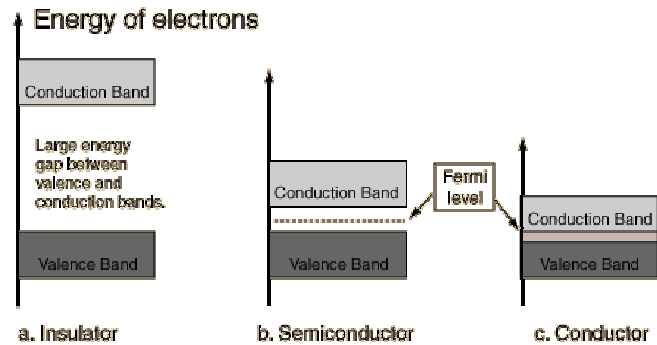 Energy of electrons
Conduction Band
Large energy
gap between
valence and
conduction bands.
Valence Band
a. Insulator
Conduction Band
Valence Band
b. Semiconductor
Fermi
level
Conduction Band
Valence Band
c. Conductor